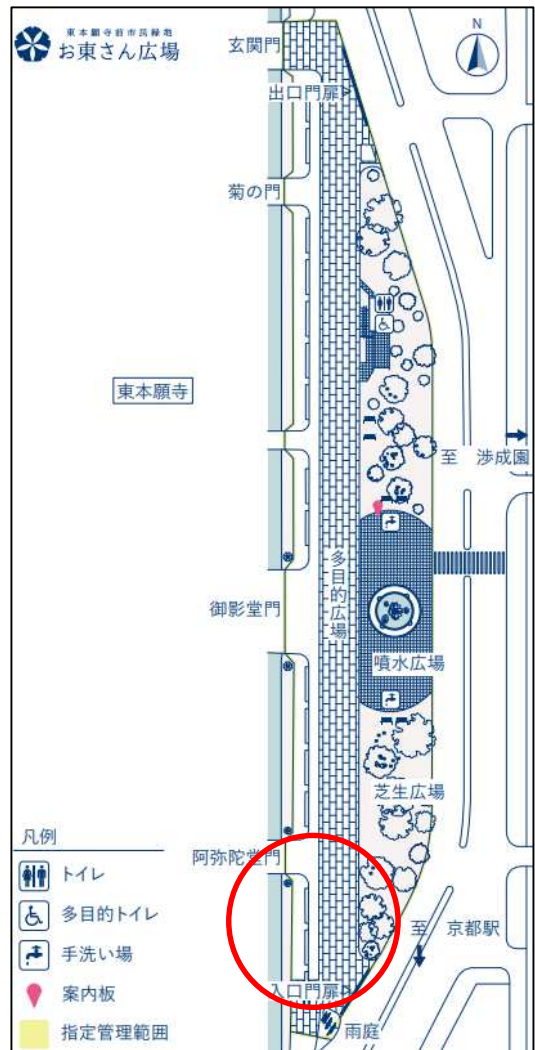 東本願寺前市民緑地
お東さん広場
玄関門
N
出口門扉
菊の門
東本願寺
至 渉成園
多目的広場
御影堂門
噴水広場
芝生広場
阿弥陀堂門
至 京都駅
入口門扉
雨庭
凡例
トイレ
多目的トイレ
手洗い場
案内板
指定管理範囲